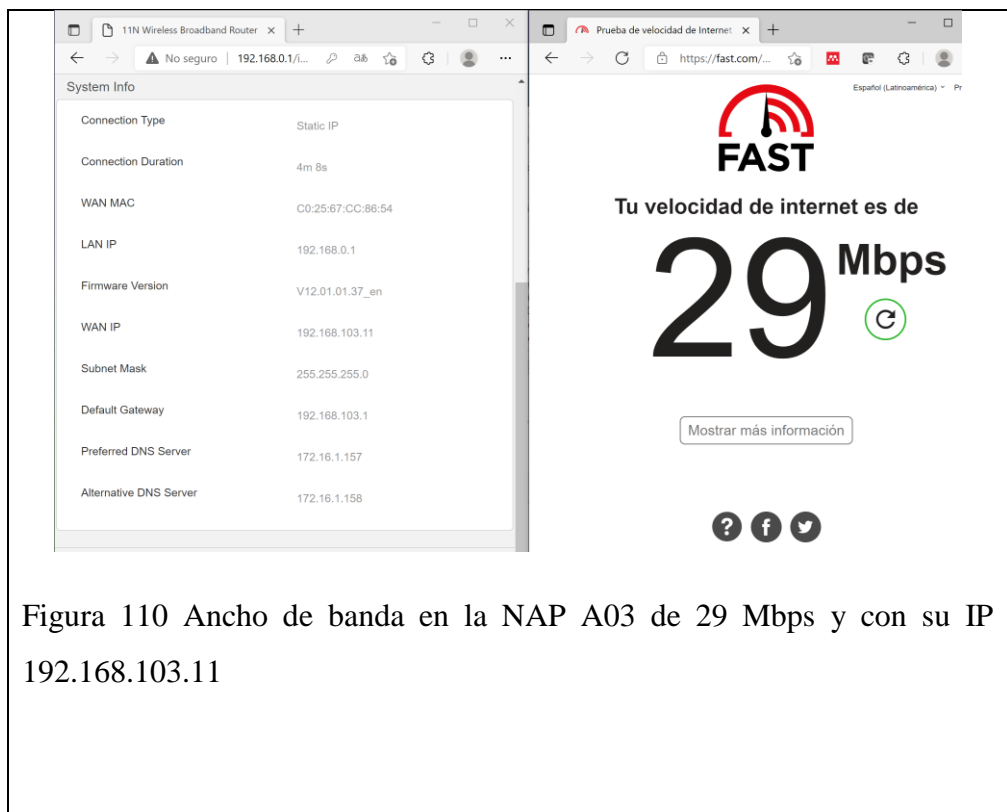 11N Wireless Broadband Router
No seguro 192.168.0.1/i...
System Info
Connection Type Static IP
Connection Duration 4m 8s
WAN MAC C0:25:67:CC:86:54
LAN IP 192.168.0.1
Firmware Version V12.01.01.37_en
WAN IP 192.168.103.11
Subnet Mask 255.255.255.0
Default Gateway 192.168.103.1
Preferred DNS Server 172.16.1.157
Alternative DNS Server 172.16.1.158
Prueba de velocidad de Internet
https://fast.com/...
Español (Latinoamérica) Pr
FAST
Tu velocidad de internet es de
29 Mbps
Mostrar más información
Figura 110 Ancho de banda en la NAP A03 de 29 Mbps y con su IP
192.168.103.11